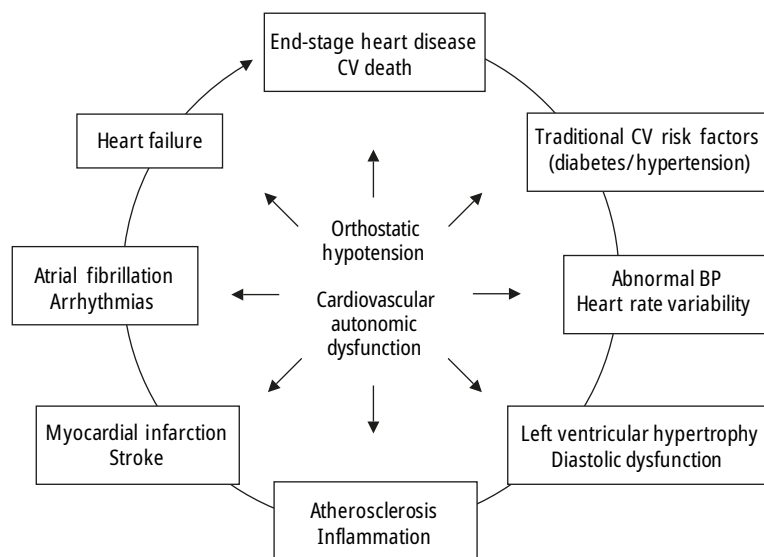 End-stage heart disease
CV death
Traditional CV risk factors
(diabetes/hypertension)
Abnormal BP
Heart rate variability
Left ventricular hypertrophy
Diastolic dysfunction
Atherosclerosis
Inflammation
Myocardial infarction
Stroke
Atrial fibrillation
Arrhythmias
Heart failure
Orthostatic
hypotension
Cardiovascular
autonomic
dysfunction